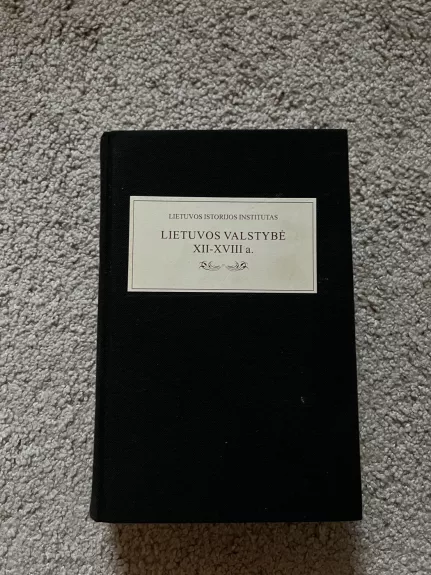 LIETUVOS ISTORIJOS INSTITUTAS
LIETUVOS VALSTYBĖ
XII-XVIII a.